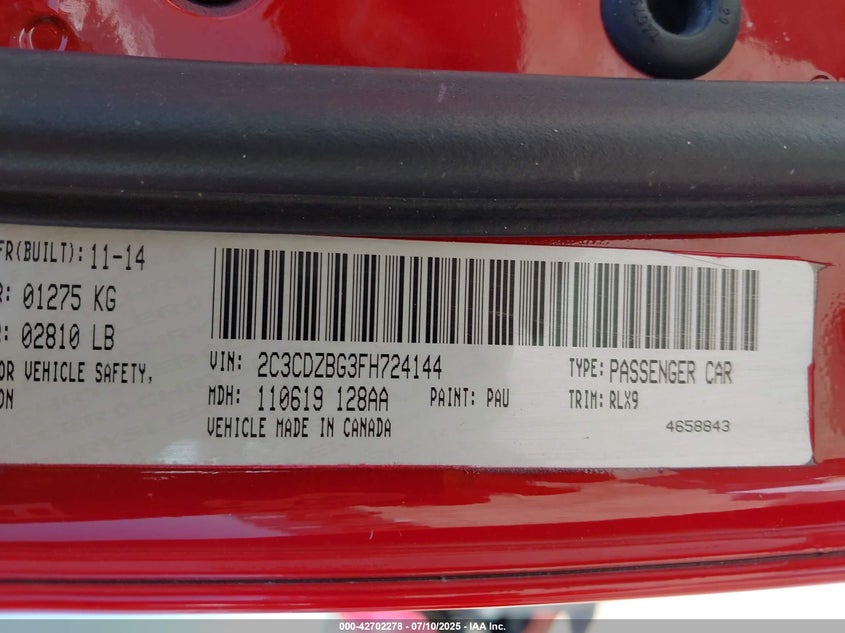 FR(BUILT): 11-14
R: 01275 KG
R: 02810 LB
OR VEHICLE SAFETY,
ON
VIN: 2C3CDZBG3FH724144
TYPE: PASSENGER CAR
MDH: 110619 128AA PAINT: PAU TRIM: RLX9
VEHICLE MADE IN CANADA
4658843
000-42702278 - 07/10/2025 - IAA Inc.